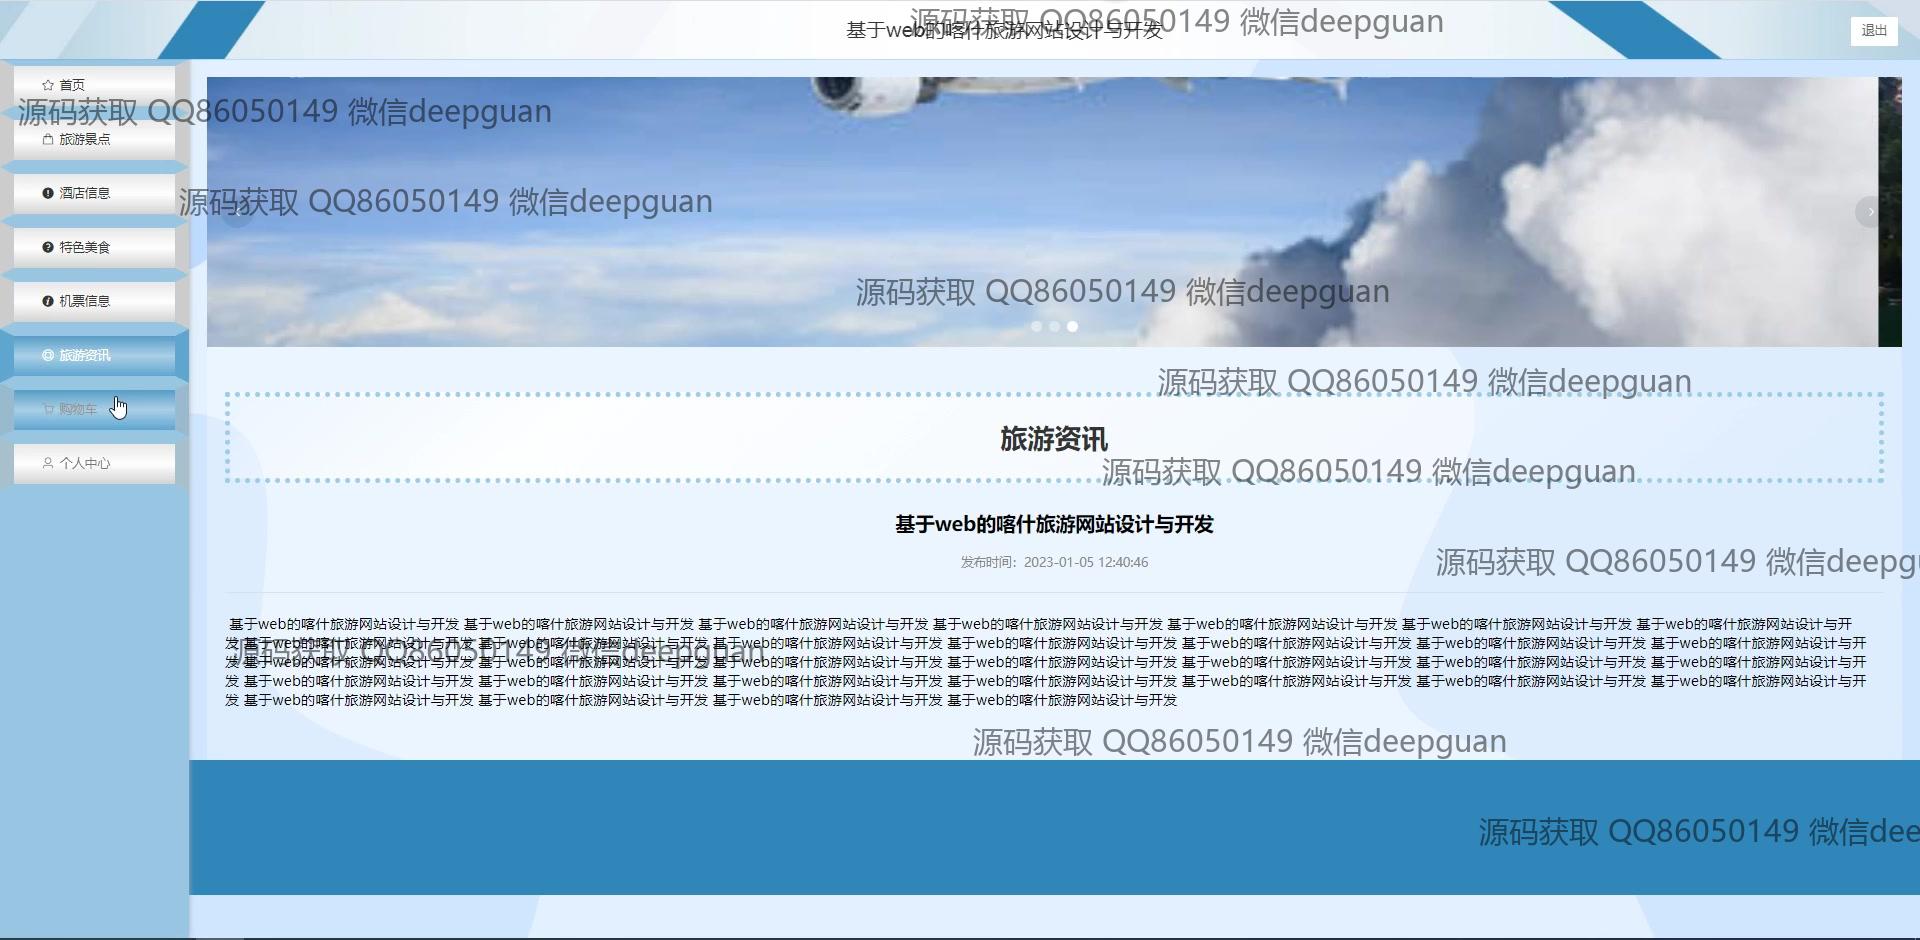 基于web的喀什旅游网站设计与开发
退出
源码获取 QQ86050149 微信deepguan
首页
源码获取 QQ86050149 微信deepguan
旅游景点
酒店信息
源码获取 QQ86050149 微信deepguan
特色美食
机票信息
源码获取 QQ86050149 微信deepguan
旅游资讯
购物车
个人中心
源码获取 QQ86050149 微信deepguan
旅游资讯
源码获取 QQ86050149 微信deepguan
基于web的喀什旅游网站设计与开发
发布时间：2023-01-05 12:40:46
源码获取 QQ86050149 微信deepgu
基于web的喀什旅游网站设计与开发 基于web的喀什旅游网站设计与开发 基于web的喀什旅游网站设计与开发 基于web的喀什旅游网站设计与开发 基于web的喀什旅游网站设计与开发 基于web的喀什旅游网站设计与开发 基于web的喀什旅游网站设计与开
发 基于web的喀什旅游网站设计与开发 基于web的喀什旅游网站设计与开发 基于web的喀什旅游网站设计与开发 基于web的喀什旅游网站设计与开发 基于web的喀什旅游网站设计与开发 基于web的喀什旅游网站设计与开发 基于web的喀什旅游网站设计与开
发 基于web的喀什旅游网站设计与开发 基于web的喀什旅游网站设计与开发 基于web的喀什旅游网站设计与开发 基于web的喀什旅游网站设计与开发 基于web的喀什旅游网站设计与开发 基于web的喀什旅游网站设计与开发 基于web的喀什旅游网站设计与开
发 基于web的喀什旅游网站设计与开发 基于web的喀什旅游网站设计与开发 基于web的喀什旅游网站设计与开发 基于web的喀什旅游网站设计与开发 基于web的喀什旅游网站设计与开发 基于web的喀什旅游网站设计与开发 基于web的喀什旅游网站设计与开
发 基于web的喀什旅游网站设计与开发 基于web的喀什旅游网站设计与开发 基于web的喀什旅游网站设计与开发 基于web的喀什旅游网站设计与开发
源码获取 QQ86050149 微信deepguan
源码获取 QQ86050149 微信deepguan
源码获取 QQ86050149 微信dee